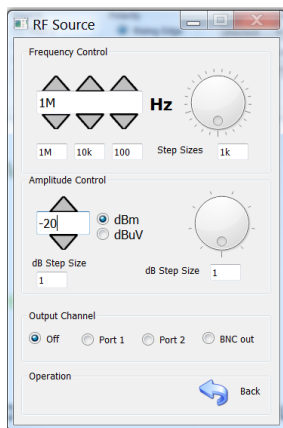 RF Source
Frequency Control
1M Hz
1M 10k 100 Step Sizes 1k
Amplitude Control
-20 dBm
dBuV
dB Step Size
1
dB Step Size 1
Output Channel
Off Port 1 Port 2 BNC out
Operation
Back